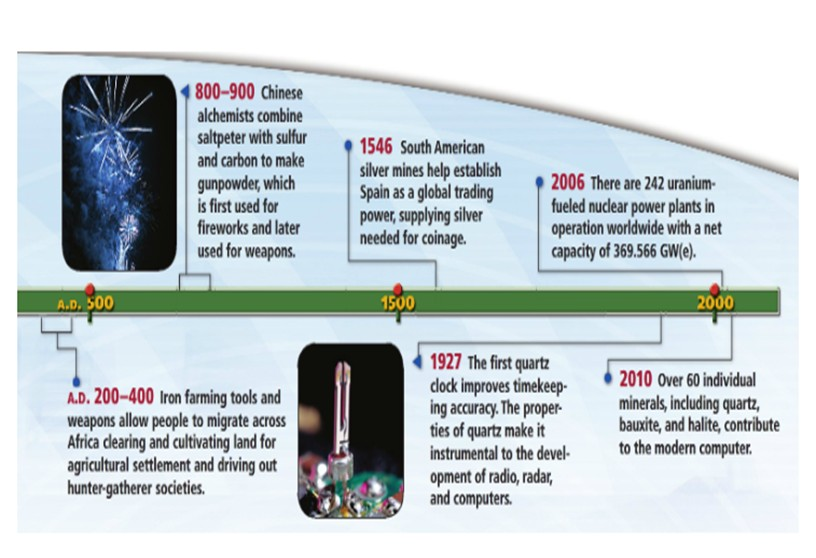 800–900 Chinese
alchemists combine
saltpeter with sulfur
and carbon to make
gunpowder, which
is first used for
fireworks and later
used for weapons.
1546 South American
silver mines help establish
Spain as a global trading
power, supplying silver
needed for coinage.
2006 There are 242 uranium-
fueled nuclear power plants in
operation worldwide with a net
capacity of 369.566 GW(e).
A.D. 500
1500
2000
A.D. 200–400 Iron farming tools and
weapons allow people to migrate across
Africa clearing and cultivating land for
agricultural settlement and driving out
hunter-gatherer societies.
1927 The first quartz
clock improves timekeep-
ing accuracy. The proper-
ties of quartz make it
instrumental to the devel-
opment of radio, radar,
and computers.
2010 Over 60 individual
minerals, including quartz,
bauxite, and halite, contribute
to the modern computer.